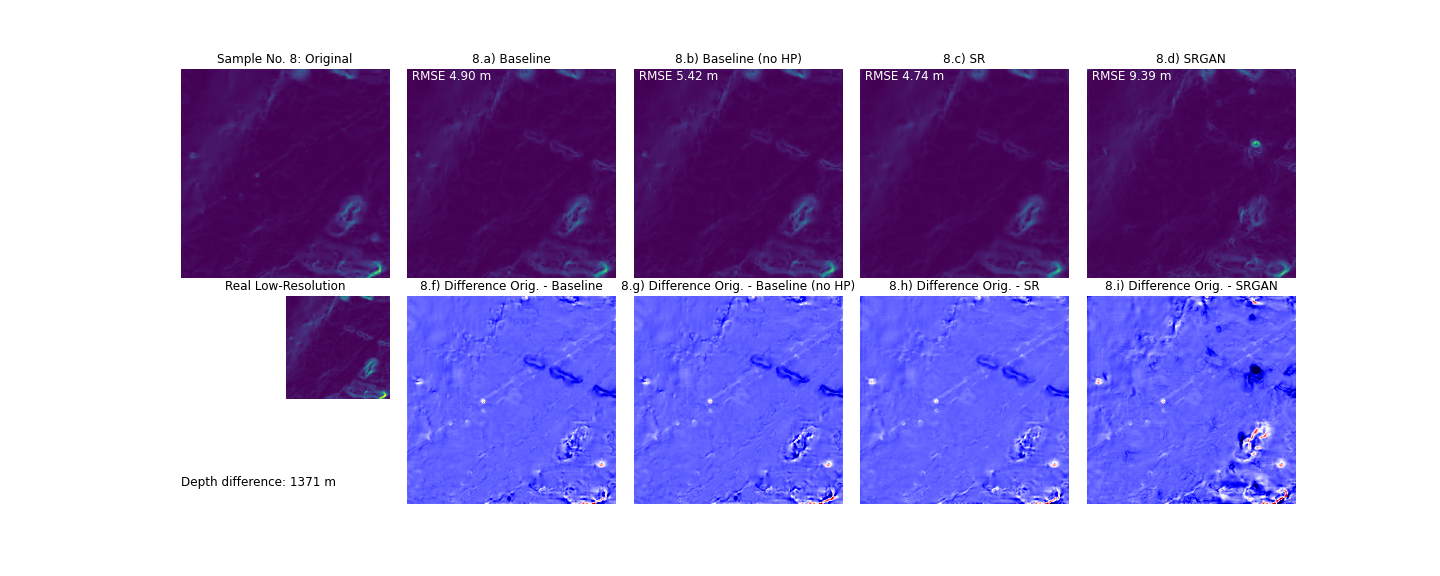 Sample No. 8: Original
8.a) Baseline
8.b) Baseline (no HP)
8.c) SR
8.d) SRGAN
RMSE 4.90 m
RMSE 5.42 m
RMSE 4.74 m
RMSE 9.39 m
Real Low-Resolution
8.f) Difference Orig. - Baseline
8.g) Difference Orig. - Baseline (no HP)
8.h) Difference Orig. - SR
8.i) Difference Orig. - SRGAN
Depth difference: 1371 m